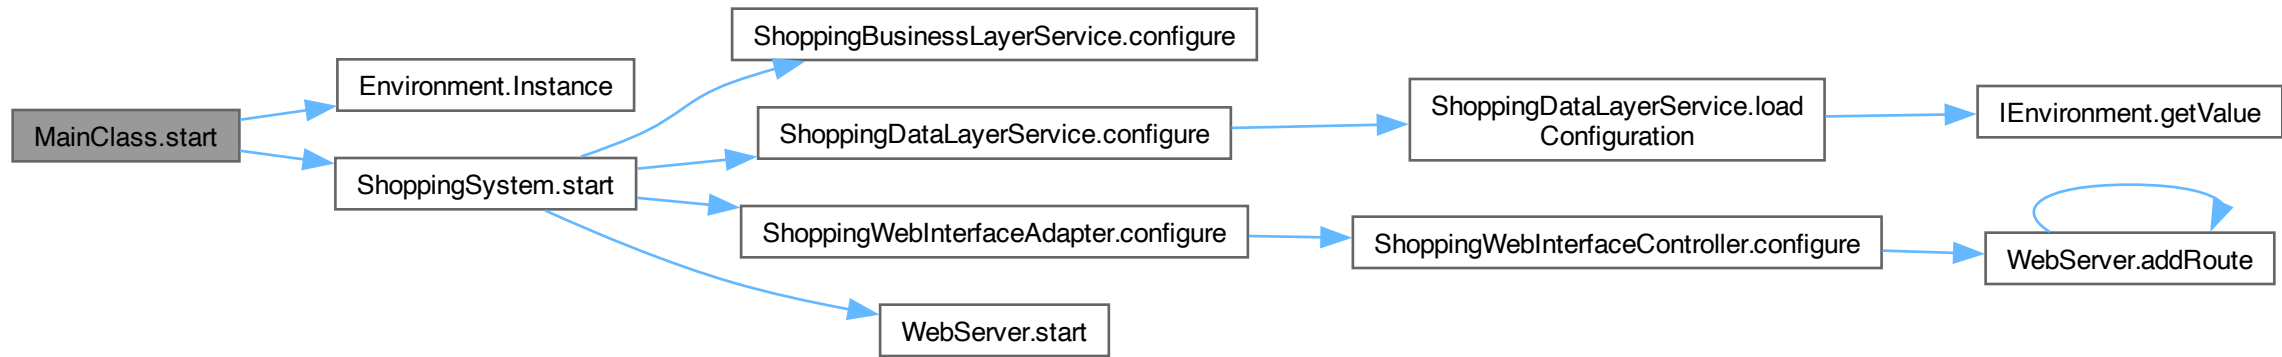 MainClass.start
Environment.Instance
ShoppingSystem.start
ShoppingBusinessLayerService.configure
ShoppingDataLayerService.configure
ShoppingWebInterfaceAdapter.configure
WebServer.start
ShoppingDataLayerService.load
Configuration
ShoppingWebInterfaceController.configure
IEnvironment.getValue
WebServer.addRoute